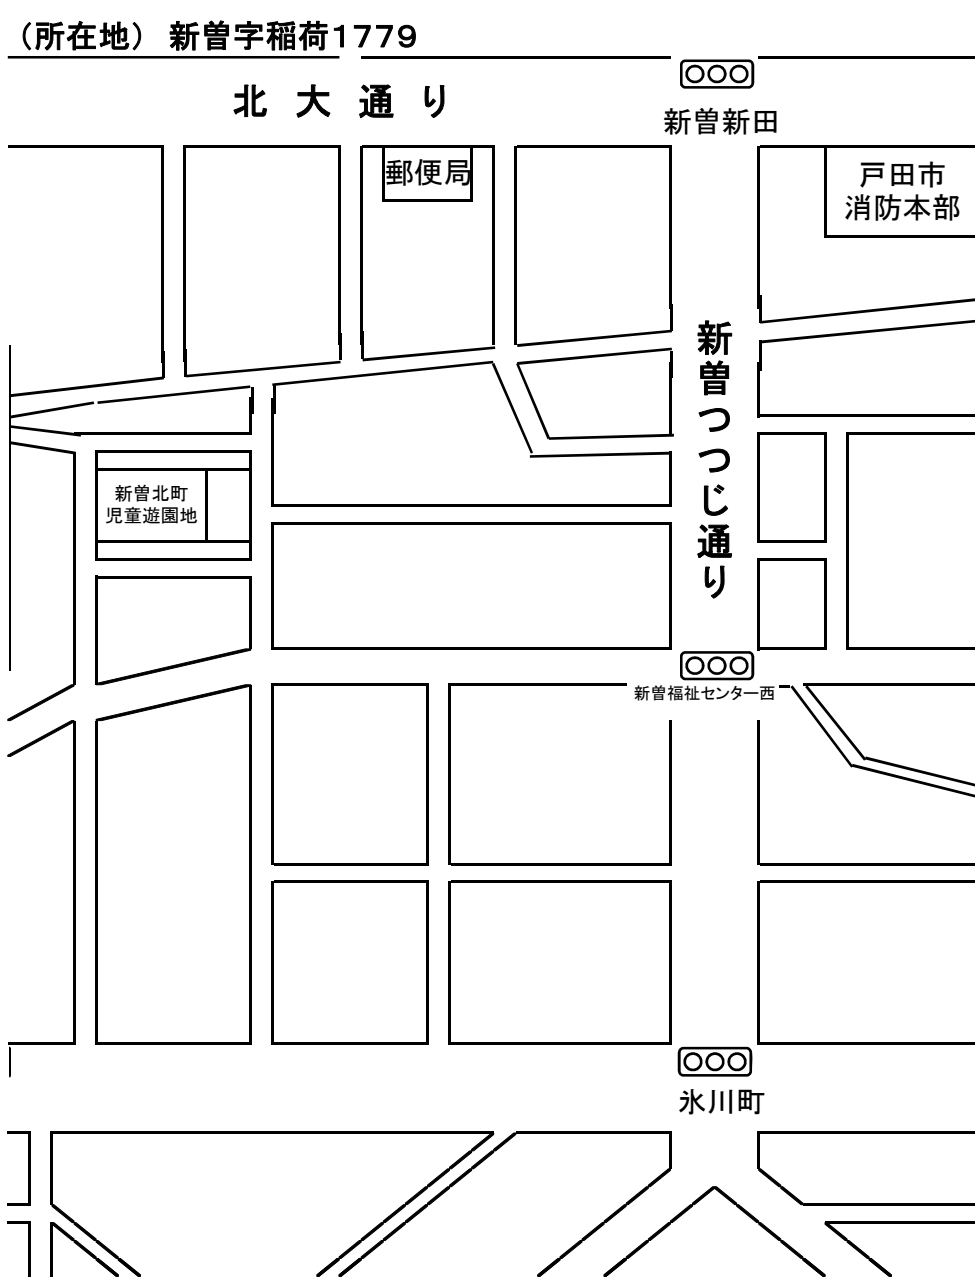 （所在地） 新曽字稲荷1779
北大通り
新曽新田
郵便局
戸田市
消防本部
新曽つつじ通り
新曽北町
児童遊園地
新曽福祉センター西
氷川町